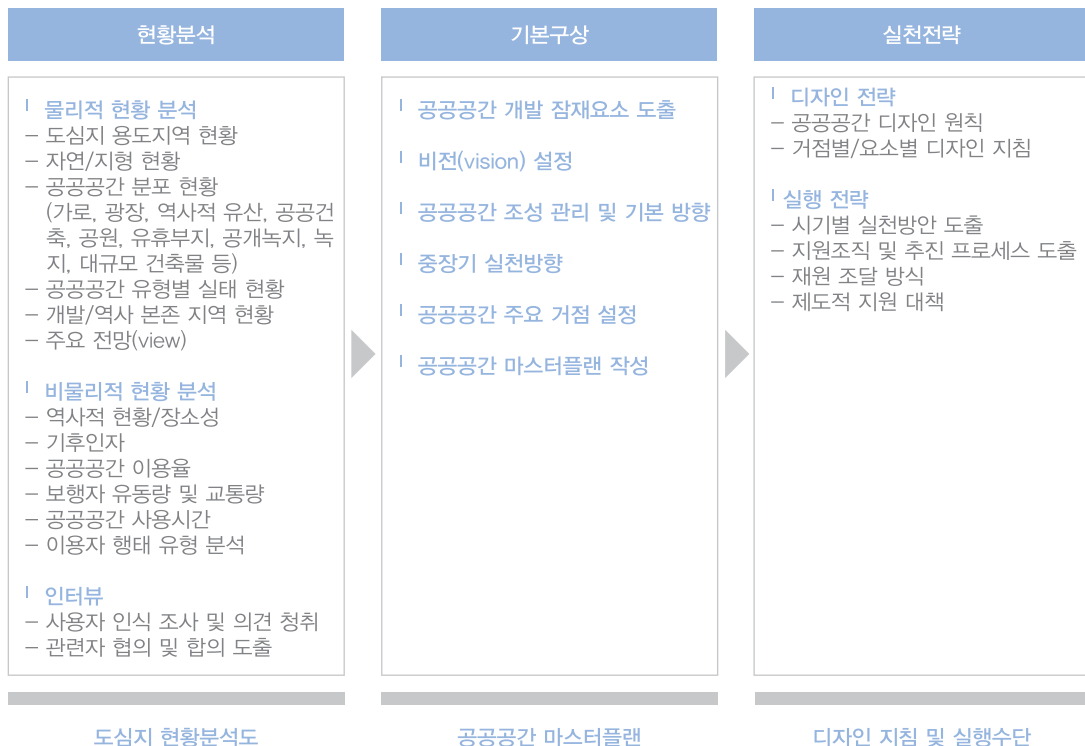 현황분석
물리적 현황 분석
– 도심지 용도지역 현황
– 자연/지형 현황
– 공공공간 분포 현황
(가로, 광장, 역사적 유산, 공공건
축, 공원, 유휴부지, 공개녹지, 녹
지, 대규모 건축물 등)
– 공공공간 유형별 실태 현황
– 개발/역사 본존 지역 현황
– 주요 전망(view)
비물리적 현황 분석
– 역사적 현황/장소성
– 기후인자
– 공공공간 이용율
– 보행자 유동량 및 교통량
– 공공공간 사용시간
– 이용자 행태 유형 분석
인터뷰
– 사용자 인식 조사 및 의견 청취
– 관련자 협의 및 합의 도출
도심지 현황분석도
기본구상
공공공간 개발 잠재요소 도출
비전(vision) 설정
공공공간 조성 관리 및 기본 방향
중장기 실천방향
공공공간 주요 거점 설정
공공공간 마스터플랜 작성
공공공간 마스터플랜
실천전략
디자인 전략
– 공공공간 디자인 원칙
– 거점별/요소별 디자인 지침
실행 전략
– 시기별 실천방안 도출
– 지원조직 및 추진 프로세스 도출
– 재원 조달 방식
– 제도적 지원 대책
디자인 지침 및 실행수단